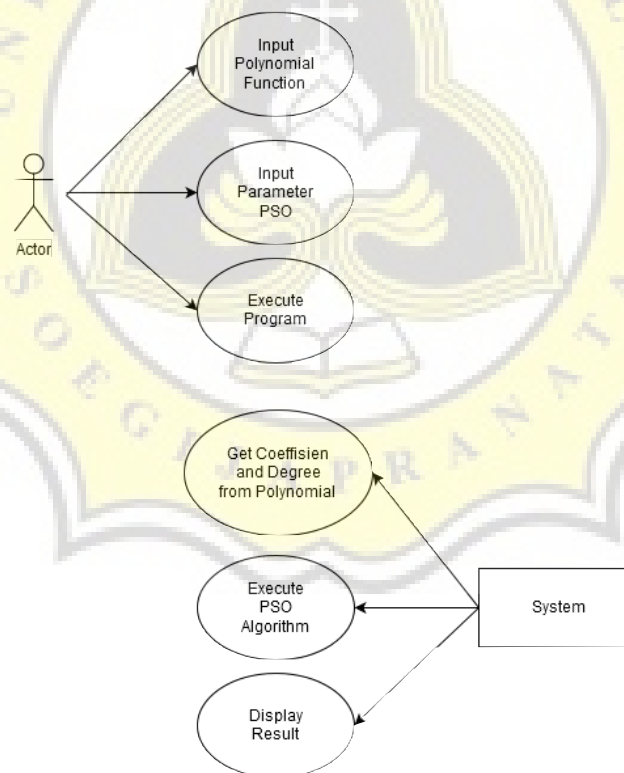 Input
Polynomial
Function
Input
Parameter
PSO
Actor
Execute
Program
SOEGIJAPRANATA
Get Coeffisien
and Degree
from Polynomial
Execute
PSO
Algorithm
System
Display
Result